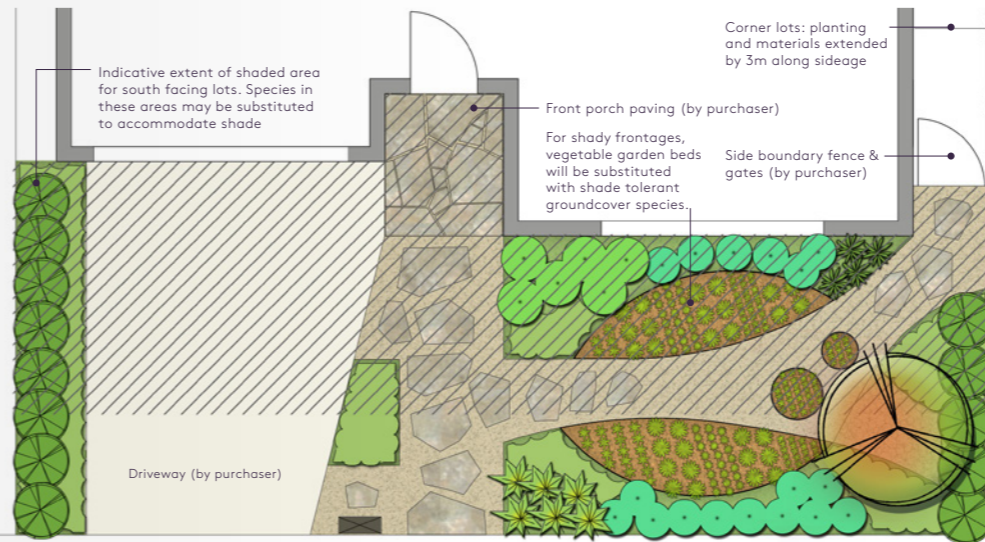 Indicative extent of shaded area
for south facing lots. Species in
these areas may be substituted
to accommodate shade
Corner lots: planting
and materials extended
by 3m along sideage
Front porch paving (by purchaser)
For shady frontages,
vegetable garden beds
will be substituted
with shade tolerant
groundcover species.
Side boundary fence &
gates (by purchaser)
Driveway (by purchaser)